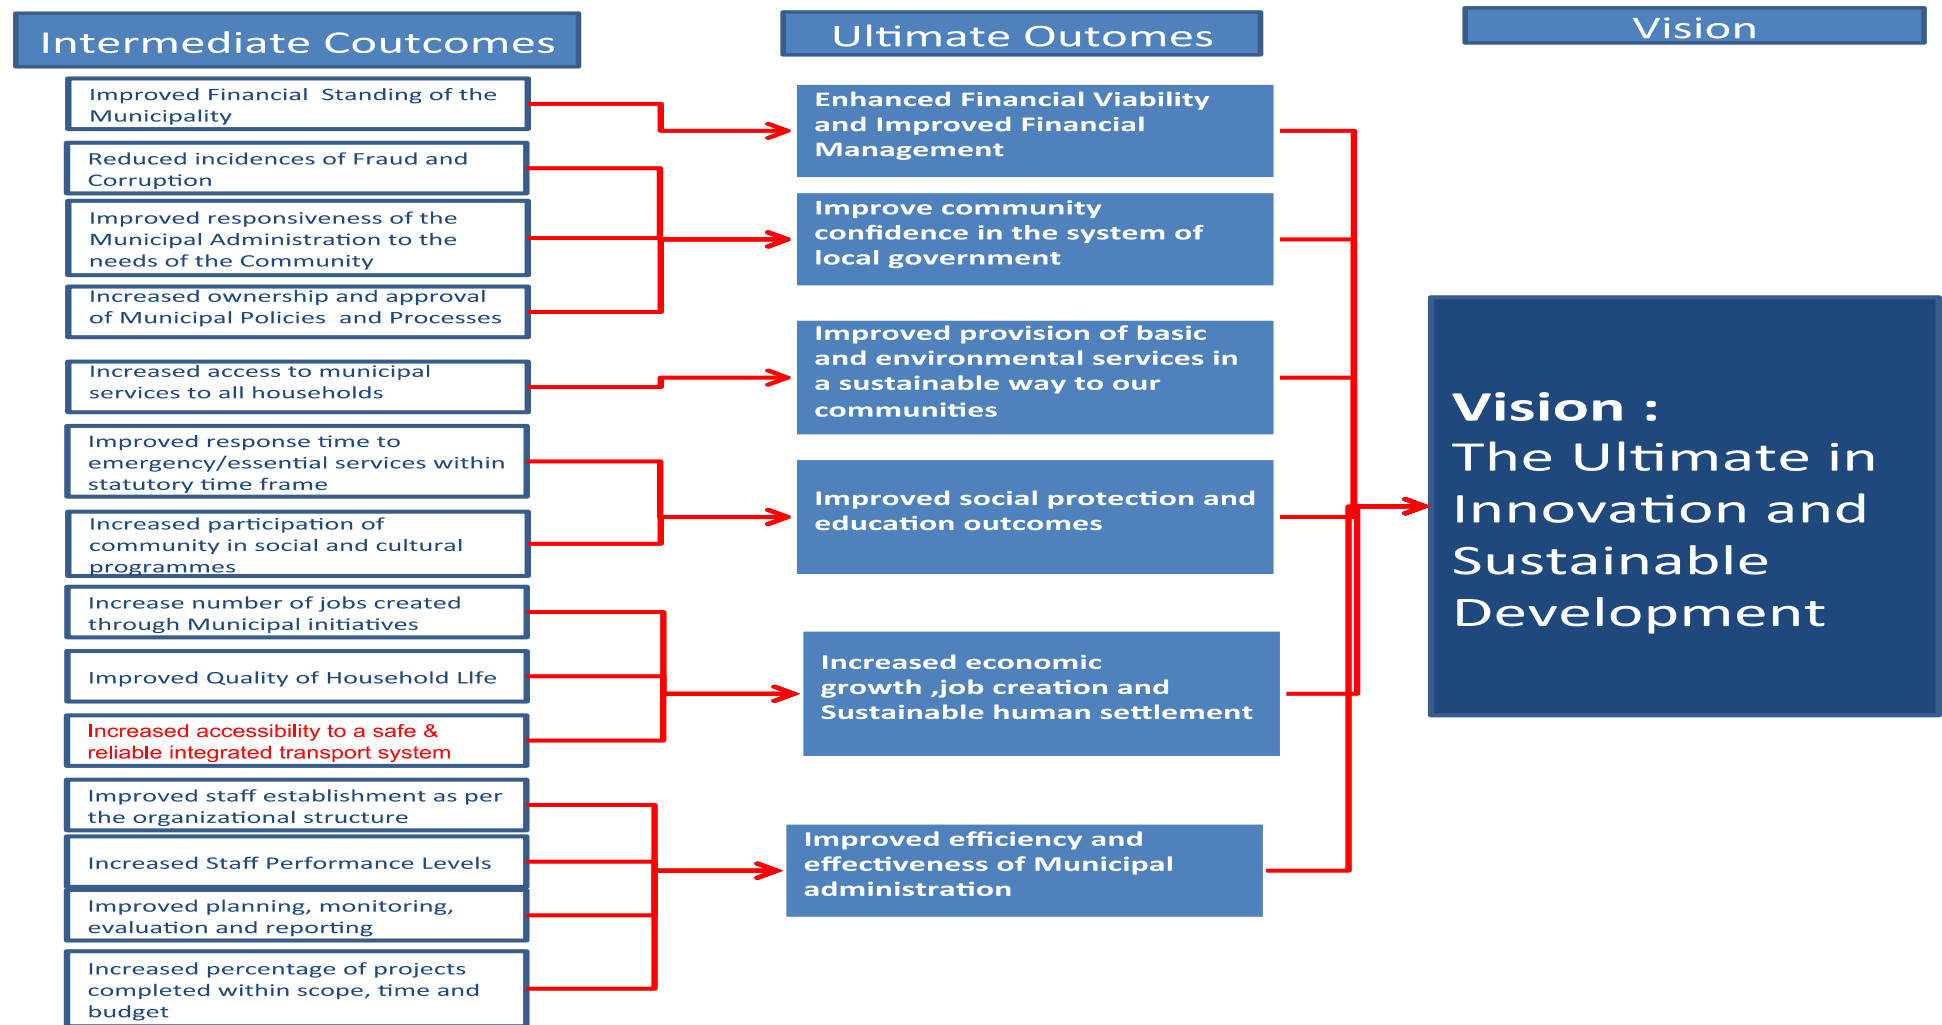 Intermediate Coutcomes
Ultimate Outomes
Vision
Improved Financial  Standing of the
Municipality
Reduced incidences of Fraud and
Corruption
Improved responsiveness of the
Municipal Administration to the
needs of the Community
Increased ownership and approval
of Municipal Policies  and Processes
Increased access to municipal
services to all households
Improved response time to
emergency/essential services within
statutory time frame
Increased participation of
community in social and cultural
programmes
Increase number of jobs created
through Municipal initiatives
Improved Quality of Household LIfe
Increased accessibility to a safe &
reliable integrated transport system
Improved staff establishment as per
the organizational structure
Increased Staff Performance Levels
Improved planning, monitoring,
evaluation and reporting
Increased percentage of projects
completed within scope, time and
budget
Enhanced Financial Viability
and Improved Financial
Management
Improve community
confidence in the system of
local government
Improved provision of basic
and environmental services in
a sustainable way to our
communities
Improved social protection and
education outcomes
Increased economic
growth ,job creation and
Sustainable human settlement
Improved efficiency and
effectiveness of Municipal
administration
Vision :
The Ultimate in
Innovation and
Sustainable
Development